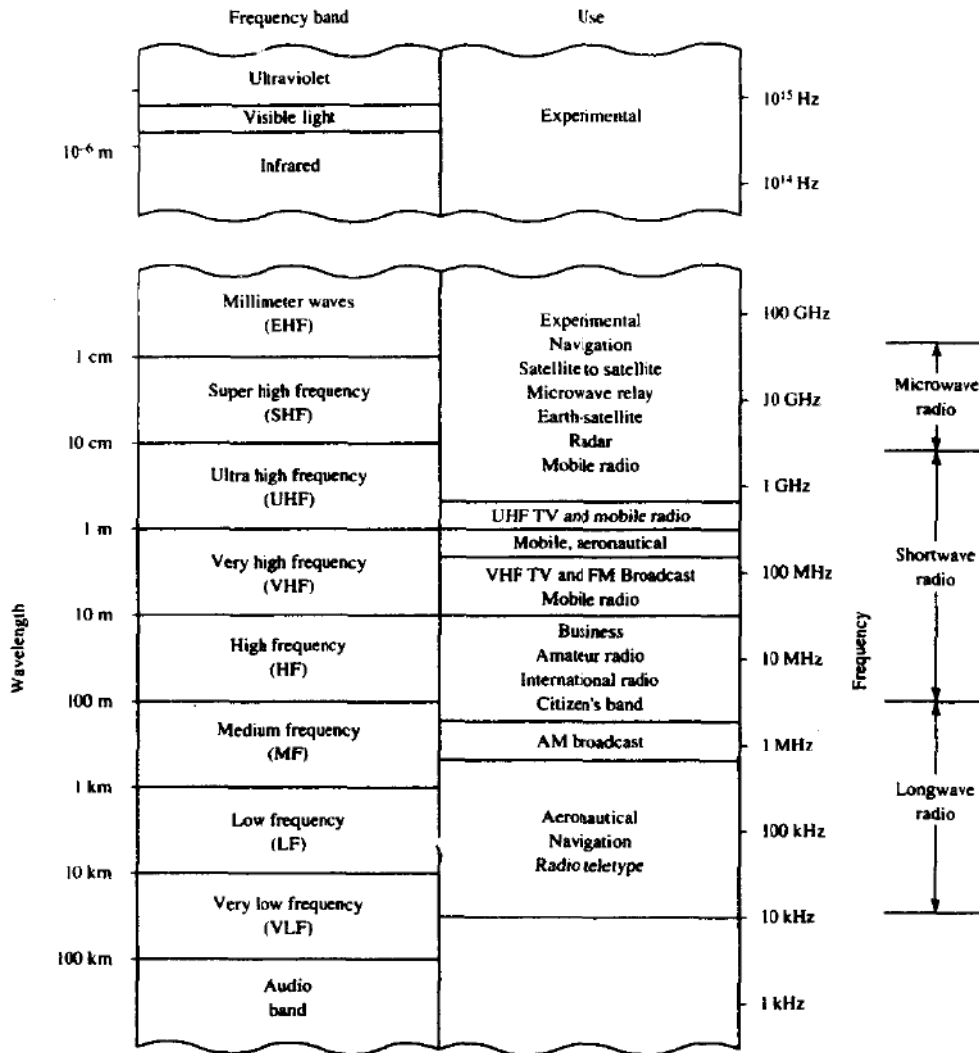 Frequency band
Use
Ultraviolet
Visible light
Infrared
Experimental
10⁻⁶ m
10¹⁵ Hz
10¹⁴ Hz
Millimeter waves
(EHF)
Super high frequency
(SHF)
Ultra high frequency
(UHF)
Very high frequency
(VHF)
High frequency
(HF)
Medium frequency
(MF)
Low frequency
(LF)
Very low frequency
(VLF)
Audio
band
Wavelength
1 cm
10 cm
1 m
10 m
100 m
1 km
10 km
100 km
Experimental
Navigation
Satellite to satellite
Microwave relay
Earth-satellite
Radar
Mobile radio
UHF TV and mobile radio
Mobile, aeronautical
VHF TV and FM Broadcast
Mobile radio
Business
Amateur radio
International radio
Citizen's band
AM broadcast
Aeronautical
Navigation
Radio teletype
100 GHz
10 GHz
1 GHz
100 MHz
10 MHz
1 MHz
100 kHz
10 kHz
1 kHz
Frequency
Microwave
radio
Shortwave
radio
Longwave
radio